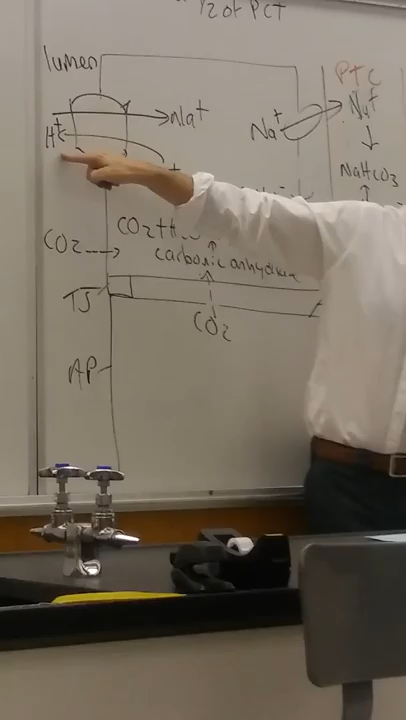 1/2 of PCT
lumen
PTC
Na+
Na+
H+
Na+
NaHCO3
CO2
CO2 +
carbonic anhydrase
TJ
CO2
AP